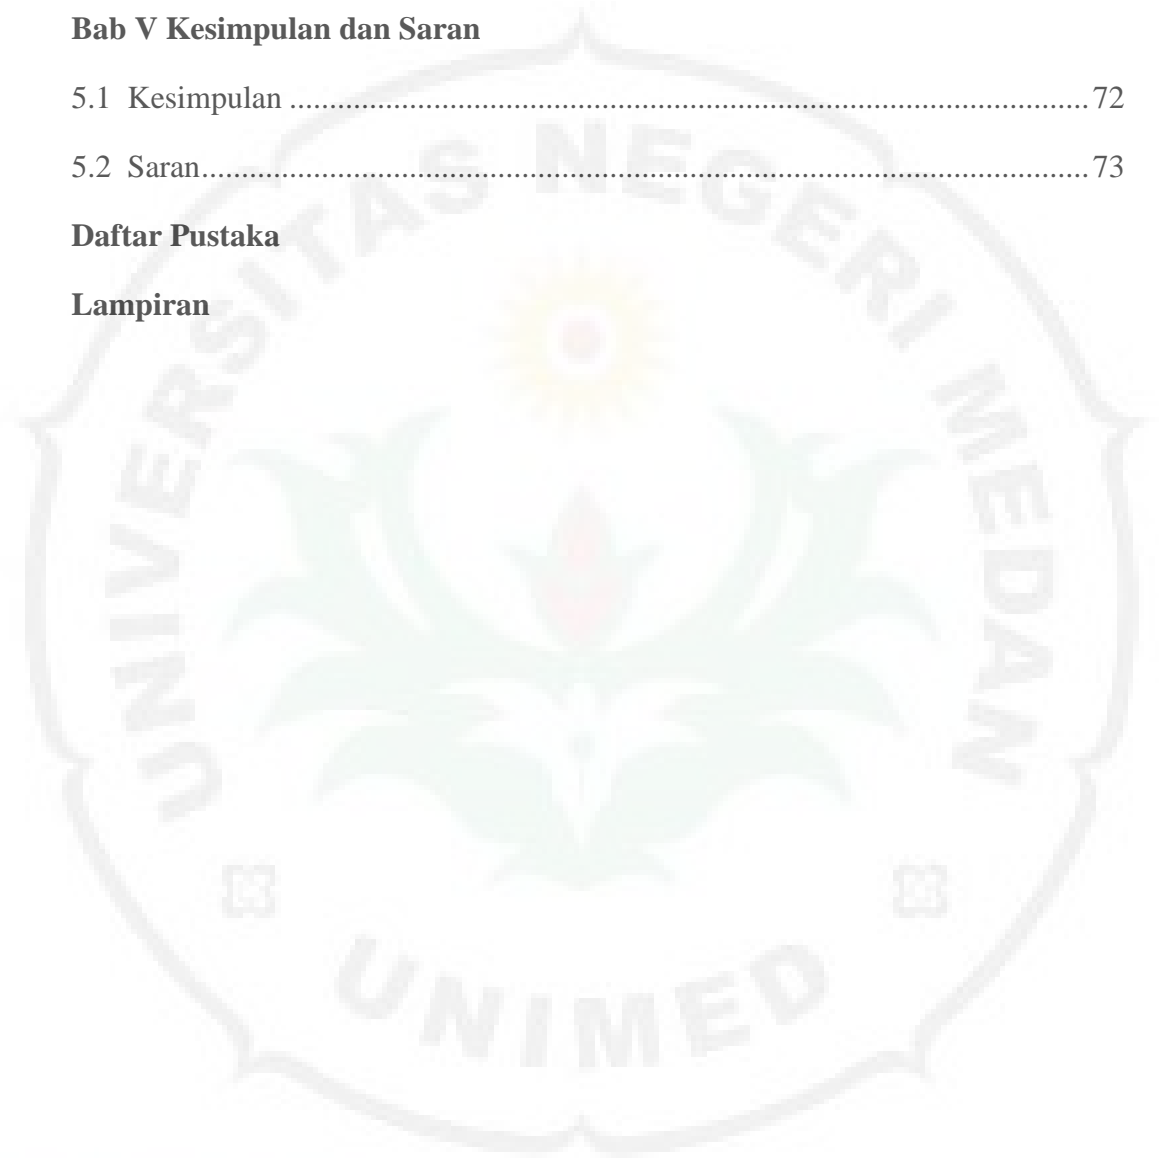 Bab V Kesimpulan dan Saran
5.1 Kesimpulan ........................................................................................................ 72
5.2 Saran.................................................................................................................... 73
Daftar Pustaka
Lampiran
UNIVERSITAS NEGERI MEDAN
UNIMED